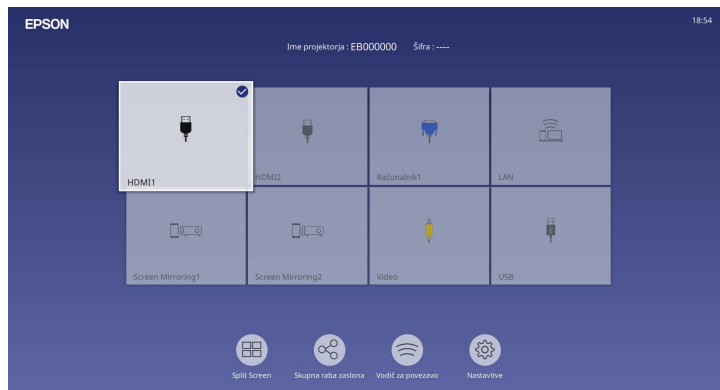 EPSON
18:54
Ime projektorja : EB000000 Šifra : ----
HDMI1
HDMI2
Računalnik1
LAN
Screen Mirroring1
Screen Mirroring2
Video
USB
Split Screen
Skupna raba zaslona
Vodič za povezavo
Nastavitve